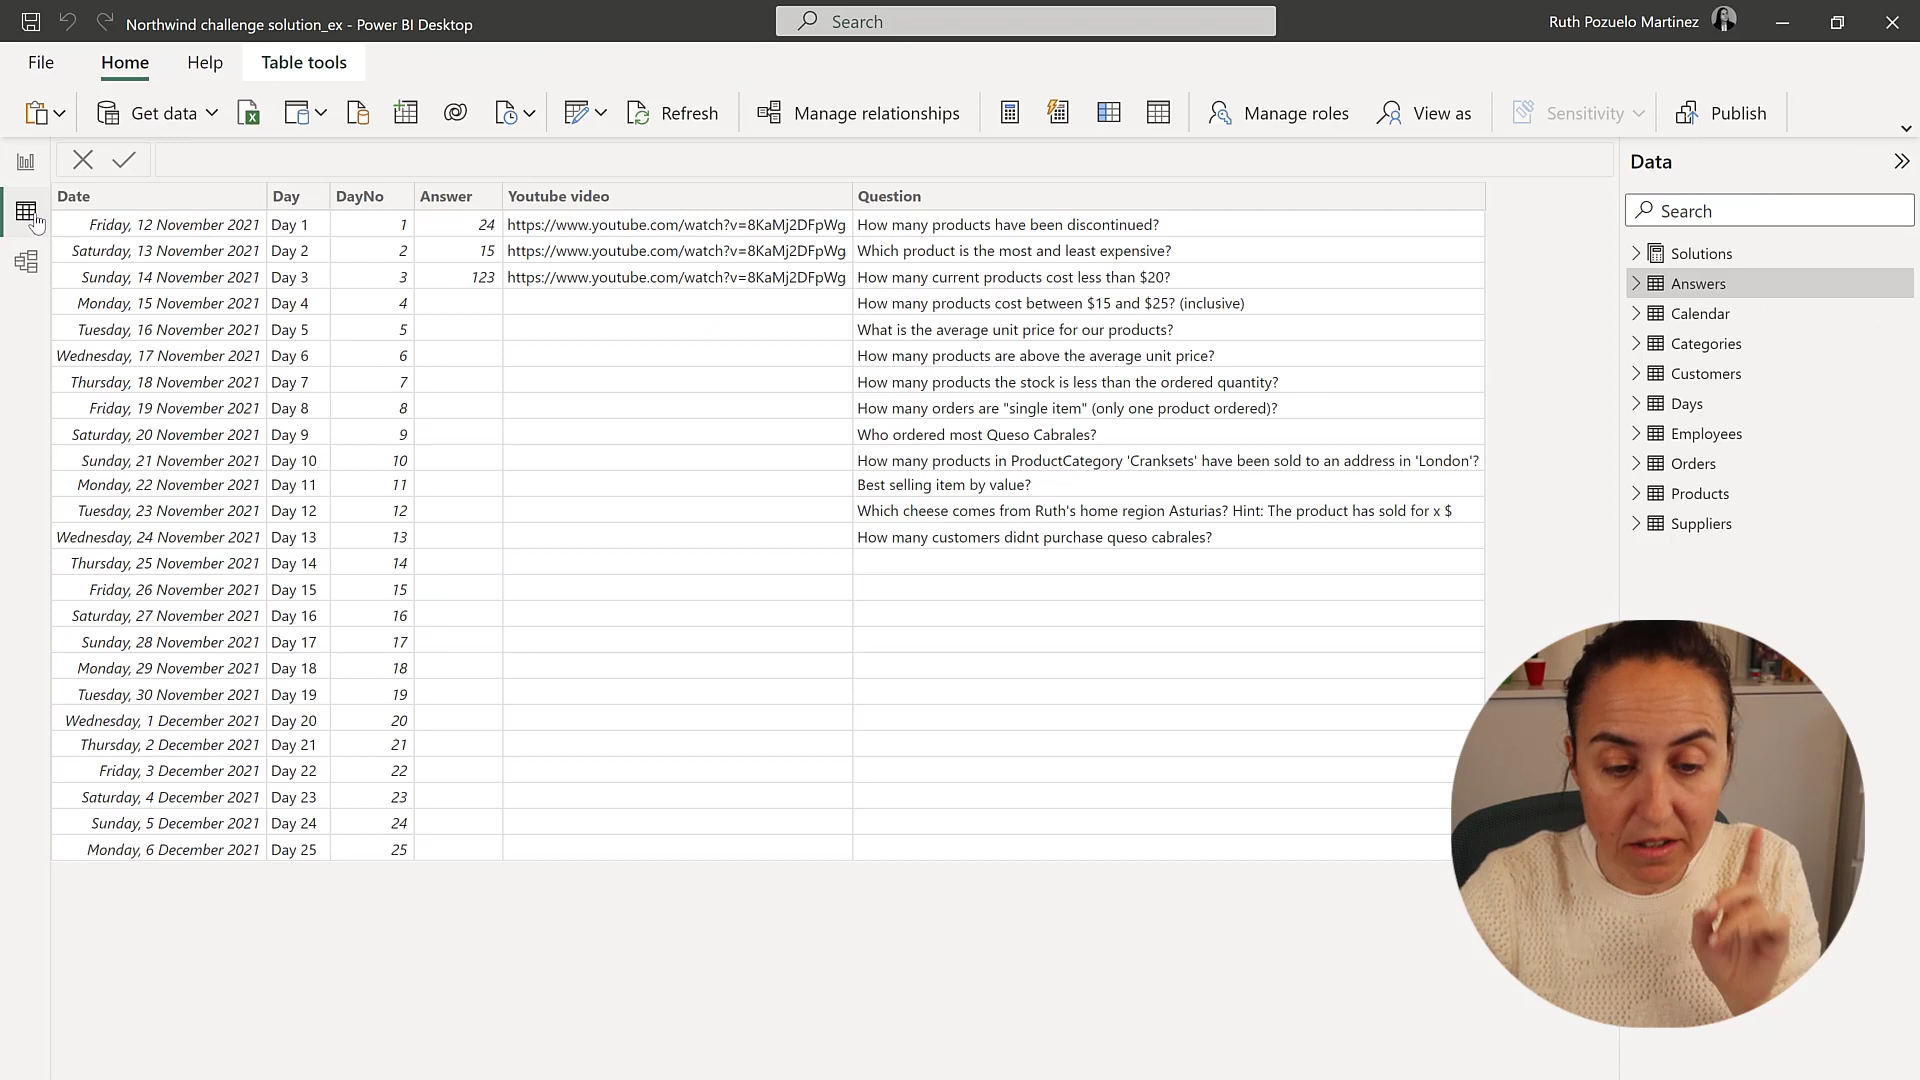 Northwind challenge solution_ex - Power BI Desktop
Search
Ruth Pozuelo Martinez
File Home Help Table tools
Get data Refresh Manage relationships Manage roles View as Sensitivity Publish
Date Day DayNo Answer Youtube video Question
Friday, 12 November 2021 Day 1 1 24 https://www.youtube.com/watch?v=8KaMj2DFpWg How many products have been discontinued?
Saturday, 13 November 2021 Day 2 2 15 https://www.youtube.com/watch?v=8KaMj2DFpWg Which product is the most and least expensive?
Sunday, 14 November 2021 Day 3 3 123 https://www.youtube.com/watch?v=8KaMj2DFpWg How many current products cost less than $20?
Monday, 15 November 2021 Day 4 4 How many products cost between $15 and $25? (inclusive)
Tuesday, 16 November 2021 Day 5 5 What is the average unit price for our products?
Wednesday, 17 November 2021 Day 6 6 How many products are above the average unit price?
Thursday, 18 November 2021 Day 7 7 How many products the stock is less than the ordered quantity?
Friday, 19 November 2021 Day 8 8 How many orders are "single item" (only one product ordered)?
Saturday, 20 November 2021 Day 9 9 Who ordered most Queso Cabrales?
Sunday, 21 November 2021 Day 10 10 How many products in ProductCategory 'Cranksets' have been sold to an address in 'London'?
Monday, 22 November 2021 Day 11 11 Best selling item by value?
Tuesday, 23 November 2021 Day 12 12 Which cheese comes from Ruth's home region Asturias? Hint: The product has sold for x $
Wednesday, 24 November 2021 Day 13 13 How many customers didnt purchase queso cabrales?
Thursday, 25 November 2021 Day 14 14
Friday, 26 November 2021 Day 15 15
Saturday, 27 November 2021 Day 16 16
Sunday, 28 November 2021 Day 17 17
Monday, 29 November 2021 Day 18 18
Tuesday, 30 November 2021 Day 19 19
Wednesday, 1 December 2021 Day 20 20
Thursday, 2 December 2021 Day 21 21
Friday, 3 December 2021 Day 22 22
Saturday, 4 December 2021 Day 23 23
Sunday, 5 December 2021 Day 24 24
Monday, 6 December 2021 Day 25 25
Data
Search
Solutions
Answers
Calendar
Categories
Customers
Days
Employees
Orders
Products
Suppliers